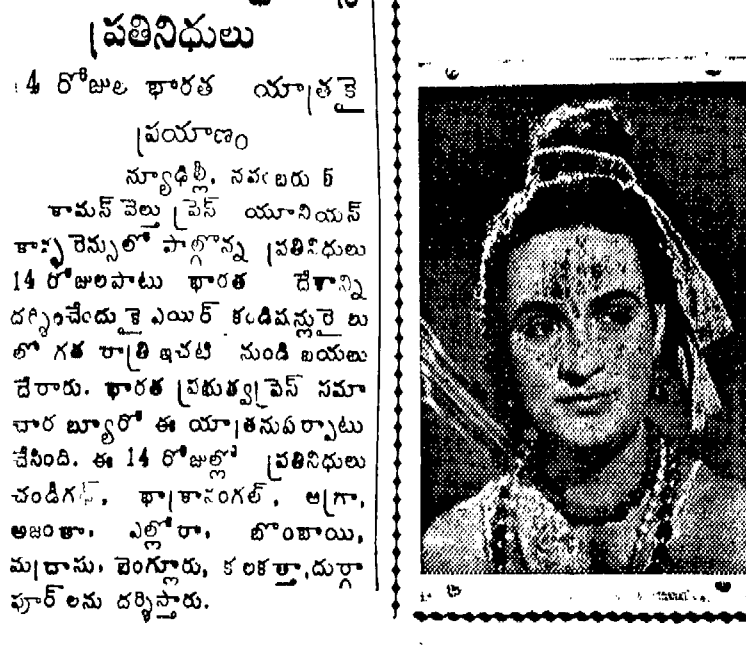 ప్రతినిధులు
14 రోజుల భారత యాత్రకై
ప్రయాణం
న్యూఢిల్లీ, నవంబరు 5
కామన్ వెల్తు ప్రెస్ యూనియన్
కాన్ఫరెన్సులో పాల్గొన్న ప్రతినిధులు
14 రోజులపాటు భారత దేశాన్ని
దర్శించేందుకై ఎయిర్ కండిషన్డు రైలు
లో గత రాత్రి ఇచటి నుండి బయలు
దేరారు. భారత ప్రభుత్వ ప్రెస్ సమా
చార బ్యూరో ఈ యాత్రనుఏర్పాటు
చేసింది. ఈ 14 రోజుల్లో ప్రతినిధులు
చండీగఢ్, భాక్రానంగల్, ఆగ్రా,
అజంతా, ఎల్లోరా, బొంబాయి,
మద్రాసు, బెంగ్లూరు, కలకత్తా,దుర్గా
పూర్ లను దర్శిస్తారు.